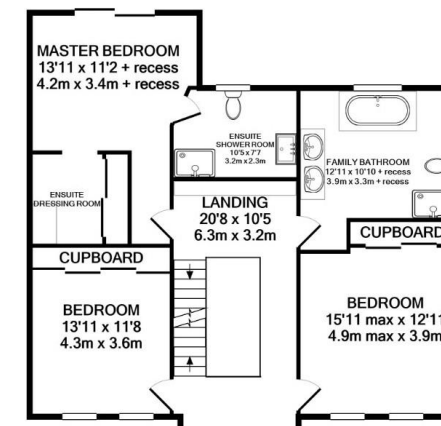 MASTER BEDROOM
13'11 x 11'2 + recess
4.2m x 3.4m + recess
ENSUITE
SHOWER ROOM
10'5 x 7'7
3.2m x 2.3m
FAMILY BATHROOM
12'11 x 10'10 + recess
3.9m x 3.3m + recess
ENSUITE
DRESSING ROOM
LANDING
20'8 x 10'5
6.3m x 3.2m
CUPBOARD
CUPBOARD
BEDROOM
13'11 x 11'8
4.3m x 3.6m
BEDROOM
15'11 max x 12'11
4.9m max x 3.9m